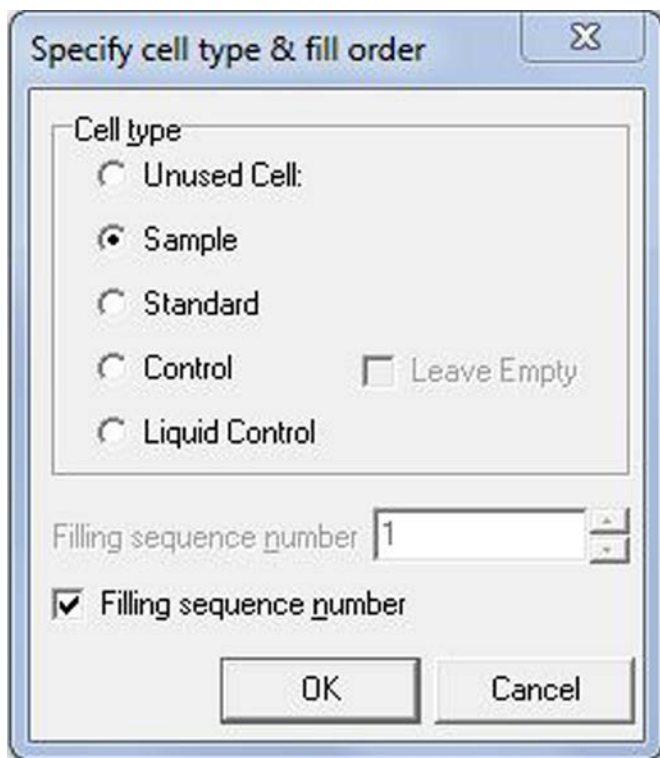 Specify cell type & fill order
Cell type
Unused Cell:
Sample
Standard
Control
Leave Empty
Liquid Control
Filling sequence number 1
Filling sequence number
OK
Cancel